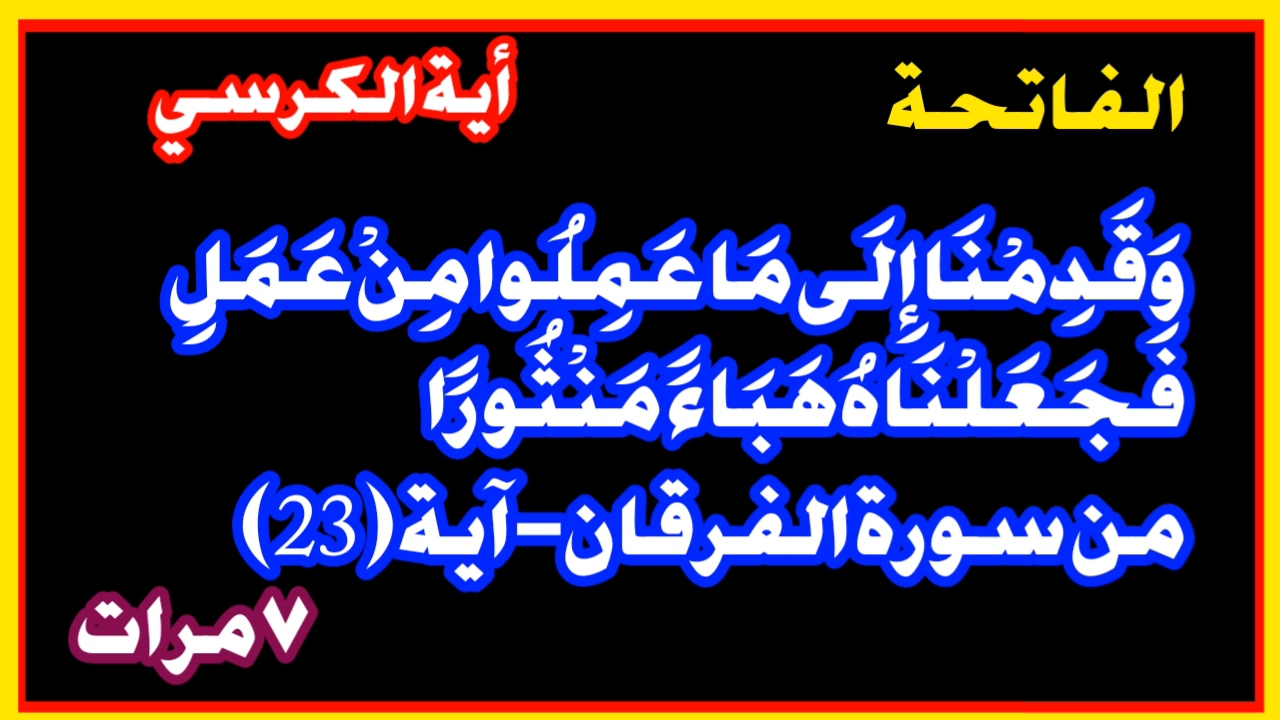 الفاتحة
أية الكرسي
وَقَدِمْنَا إِلَى مَا عَمِلُوا مِنْ عَمَلٍ
فَجَعَلْنَاهُ هَبَاءً مَنْثُورًا
من سورة الفرقان - آية (23)
٧ مرات